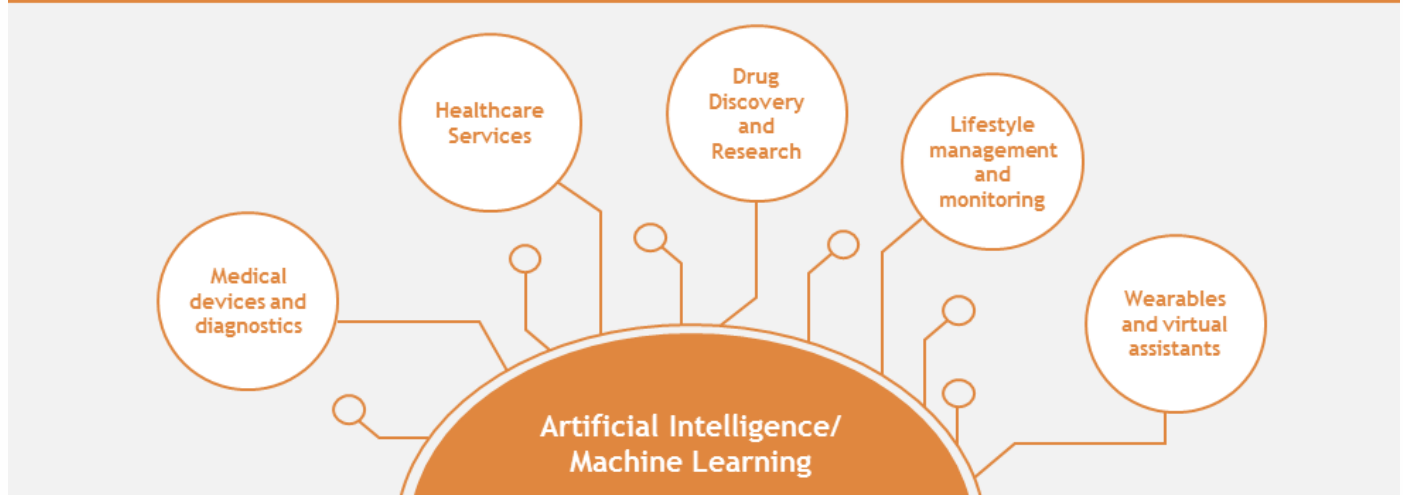 Medical
devices and
diagnostics
Healthcare
Services
Drug
Discovery
and
Research
Lifestyle
management
and
monitoring
Wearables
and virtual
assistants
Artificial Intelligence/
Machine Learning